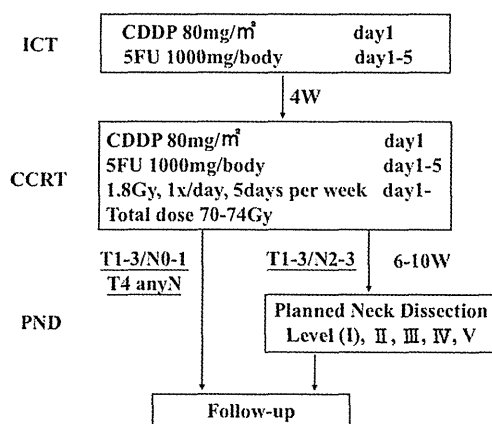 ICT
CDDP 80mg/㎡ day1
5FU 1000mg/body day1-5
4W
CCRT
CDDP 80mg/㎡ day1
5FU 1000mg/body day1-5
1.8Gy, 1x/day, 5days per week day1-
Total dose 70-74Gy
T1-3/N0-1
T4 anyN
T1-3/N2-3
6-10W
PND
Planned Neck Dissection
Level (I), Ⅱ, Ⅲ, Ⅳ, V
Follow-up